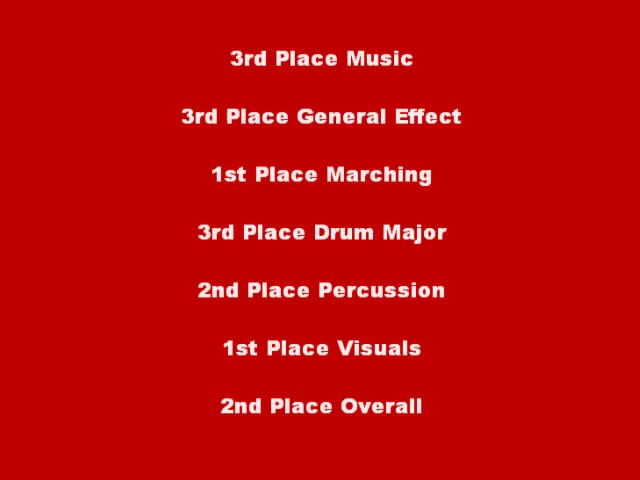 3rd Place Music
3rd Place General Effect
1st Place Marching
3rd Place Drum Major
2nd Place Percussion
1st Place Visuals
2nd Place Overall